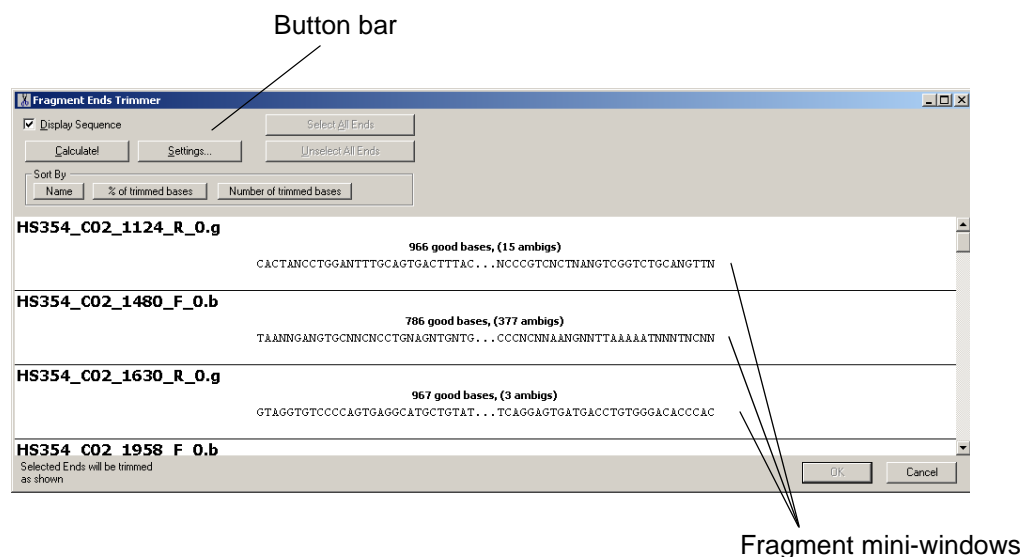 Button bar
Fragment Ends Trimmer
Display Sequence
Select All Ends
Calculate!
Settings...
Unselect All Ends
Sort By
Name
% of trimmed bases
Number of trimmed bases
HS354_C02_1124_R_0.g
966 good bases, (15 ambigs)
CACTANCCTGGANTTTGCAGTGACTTTAC...NCCCGTCNCTNANGTCGGTCTGCANGTTN
HS354_C02_1480_F_0.b
786 good bases, (377 ambigs)
TAANNGANGTGCNNCNCCTGNAGNTGNTG...CCCNCNNAANGNNTTAAAAATNNNTNCNN
HS354_C02_1630_R_0.g
967 good bases, (3 ambigs)
GTAGGTGTCCCCAGTGAGGCATGCTGTAT...TCAGGAGTGATGACCTGTGGGACACCCAC
HS354_C02_1958_F_0.b
Selected Ends will be trimmed
as shown
OK
Cancel
Fragment mini-windows